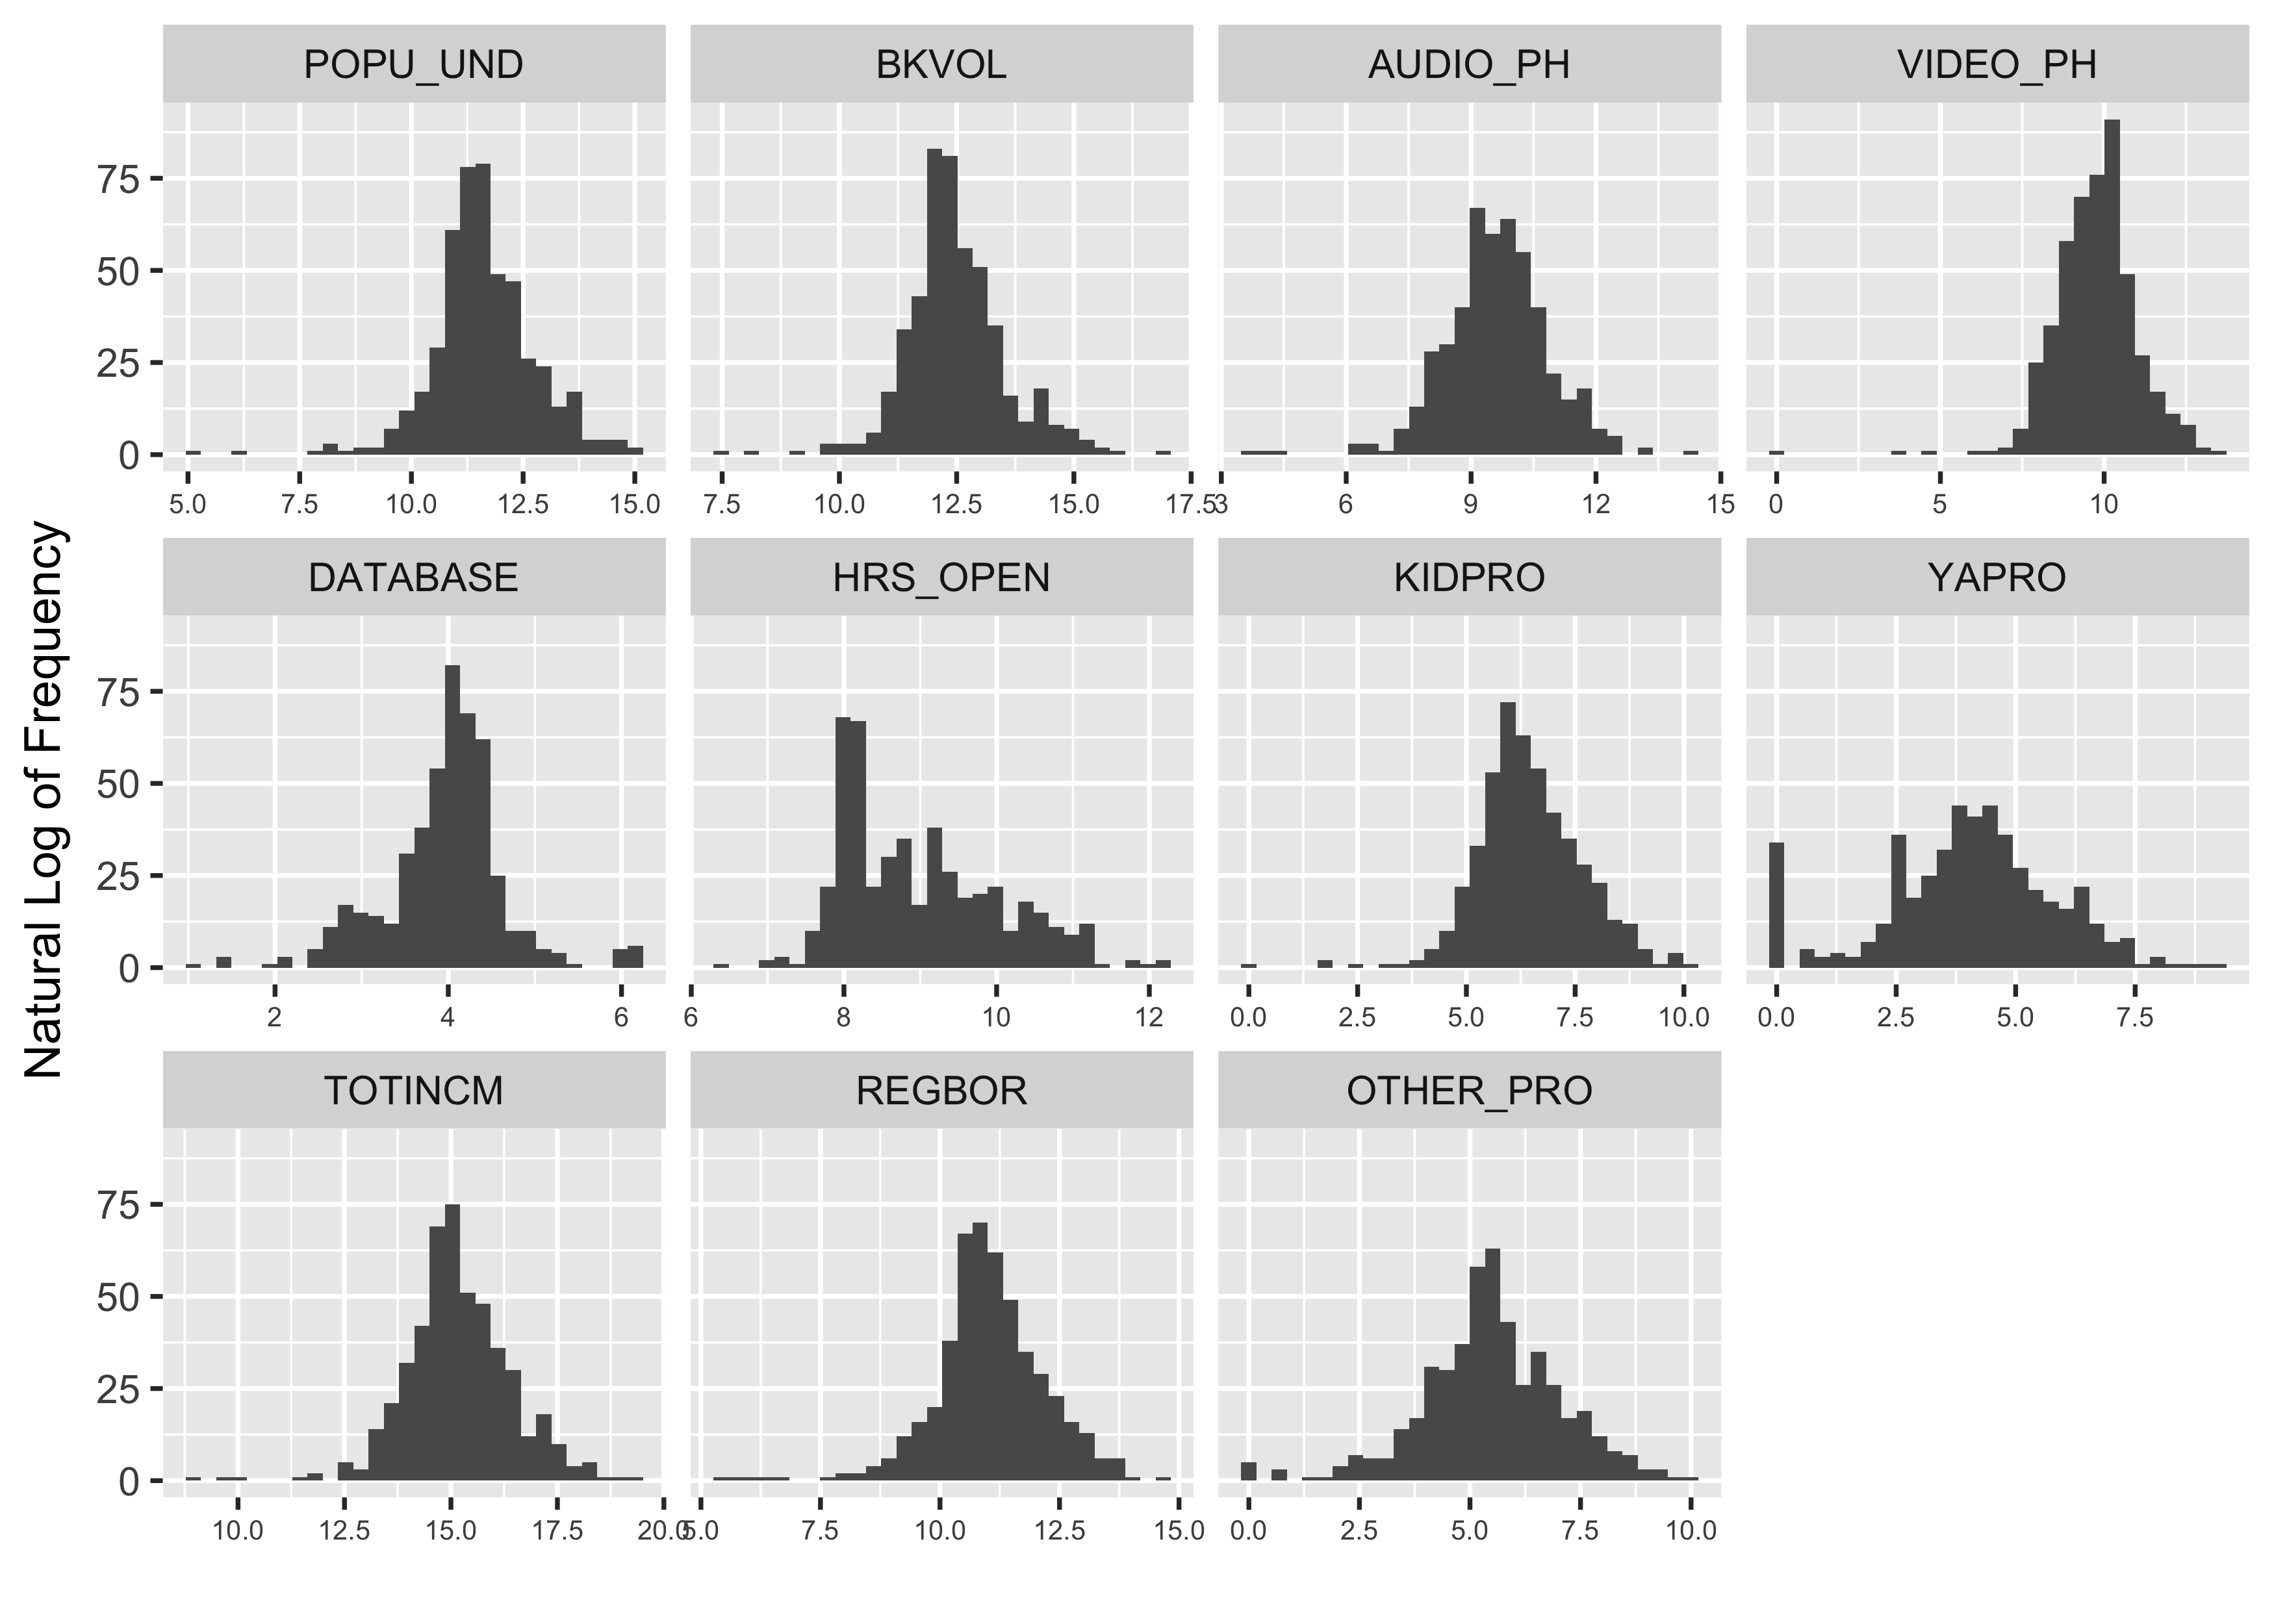 POPU_UND BKVOL AUDIO_PH VIDEO_PH
75
50
25
0
5.0 7.5 10.0 12.5 15.0 7.5 10.0 12.5 15.0 17.5 3 6 9 12 15 0 5 10
Natural Log of Frequency
DATABASE HRS_OPEN KIDPRO YAPRO
75
50
25
0
2 4 6 6 8 10 12 0.0 2.5 5.0 7.5 10.0 0.0 2.5 5.0 7.5
TOTINCM REGBOR OTHER_PRO
75
50
25
0
10.0 12.5 15.0 17.5 20.0 5.0 7.5 10.0 12.5 15.0 0.0 2.5 5.0 7.5 10.0